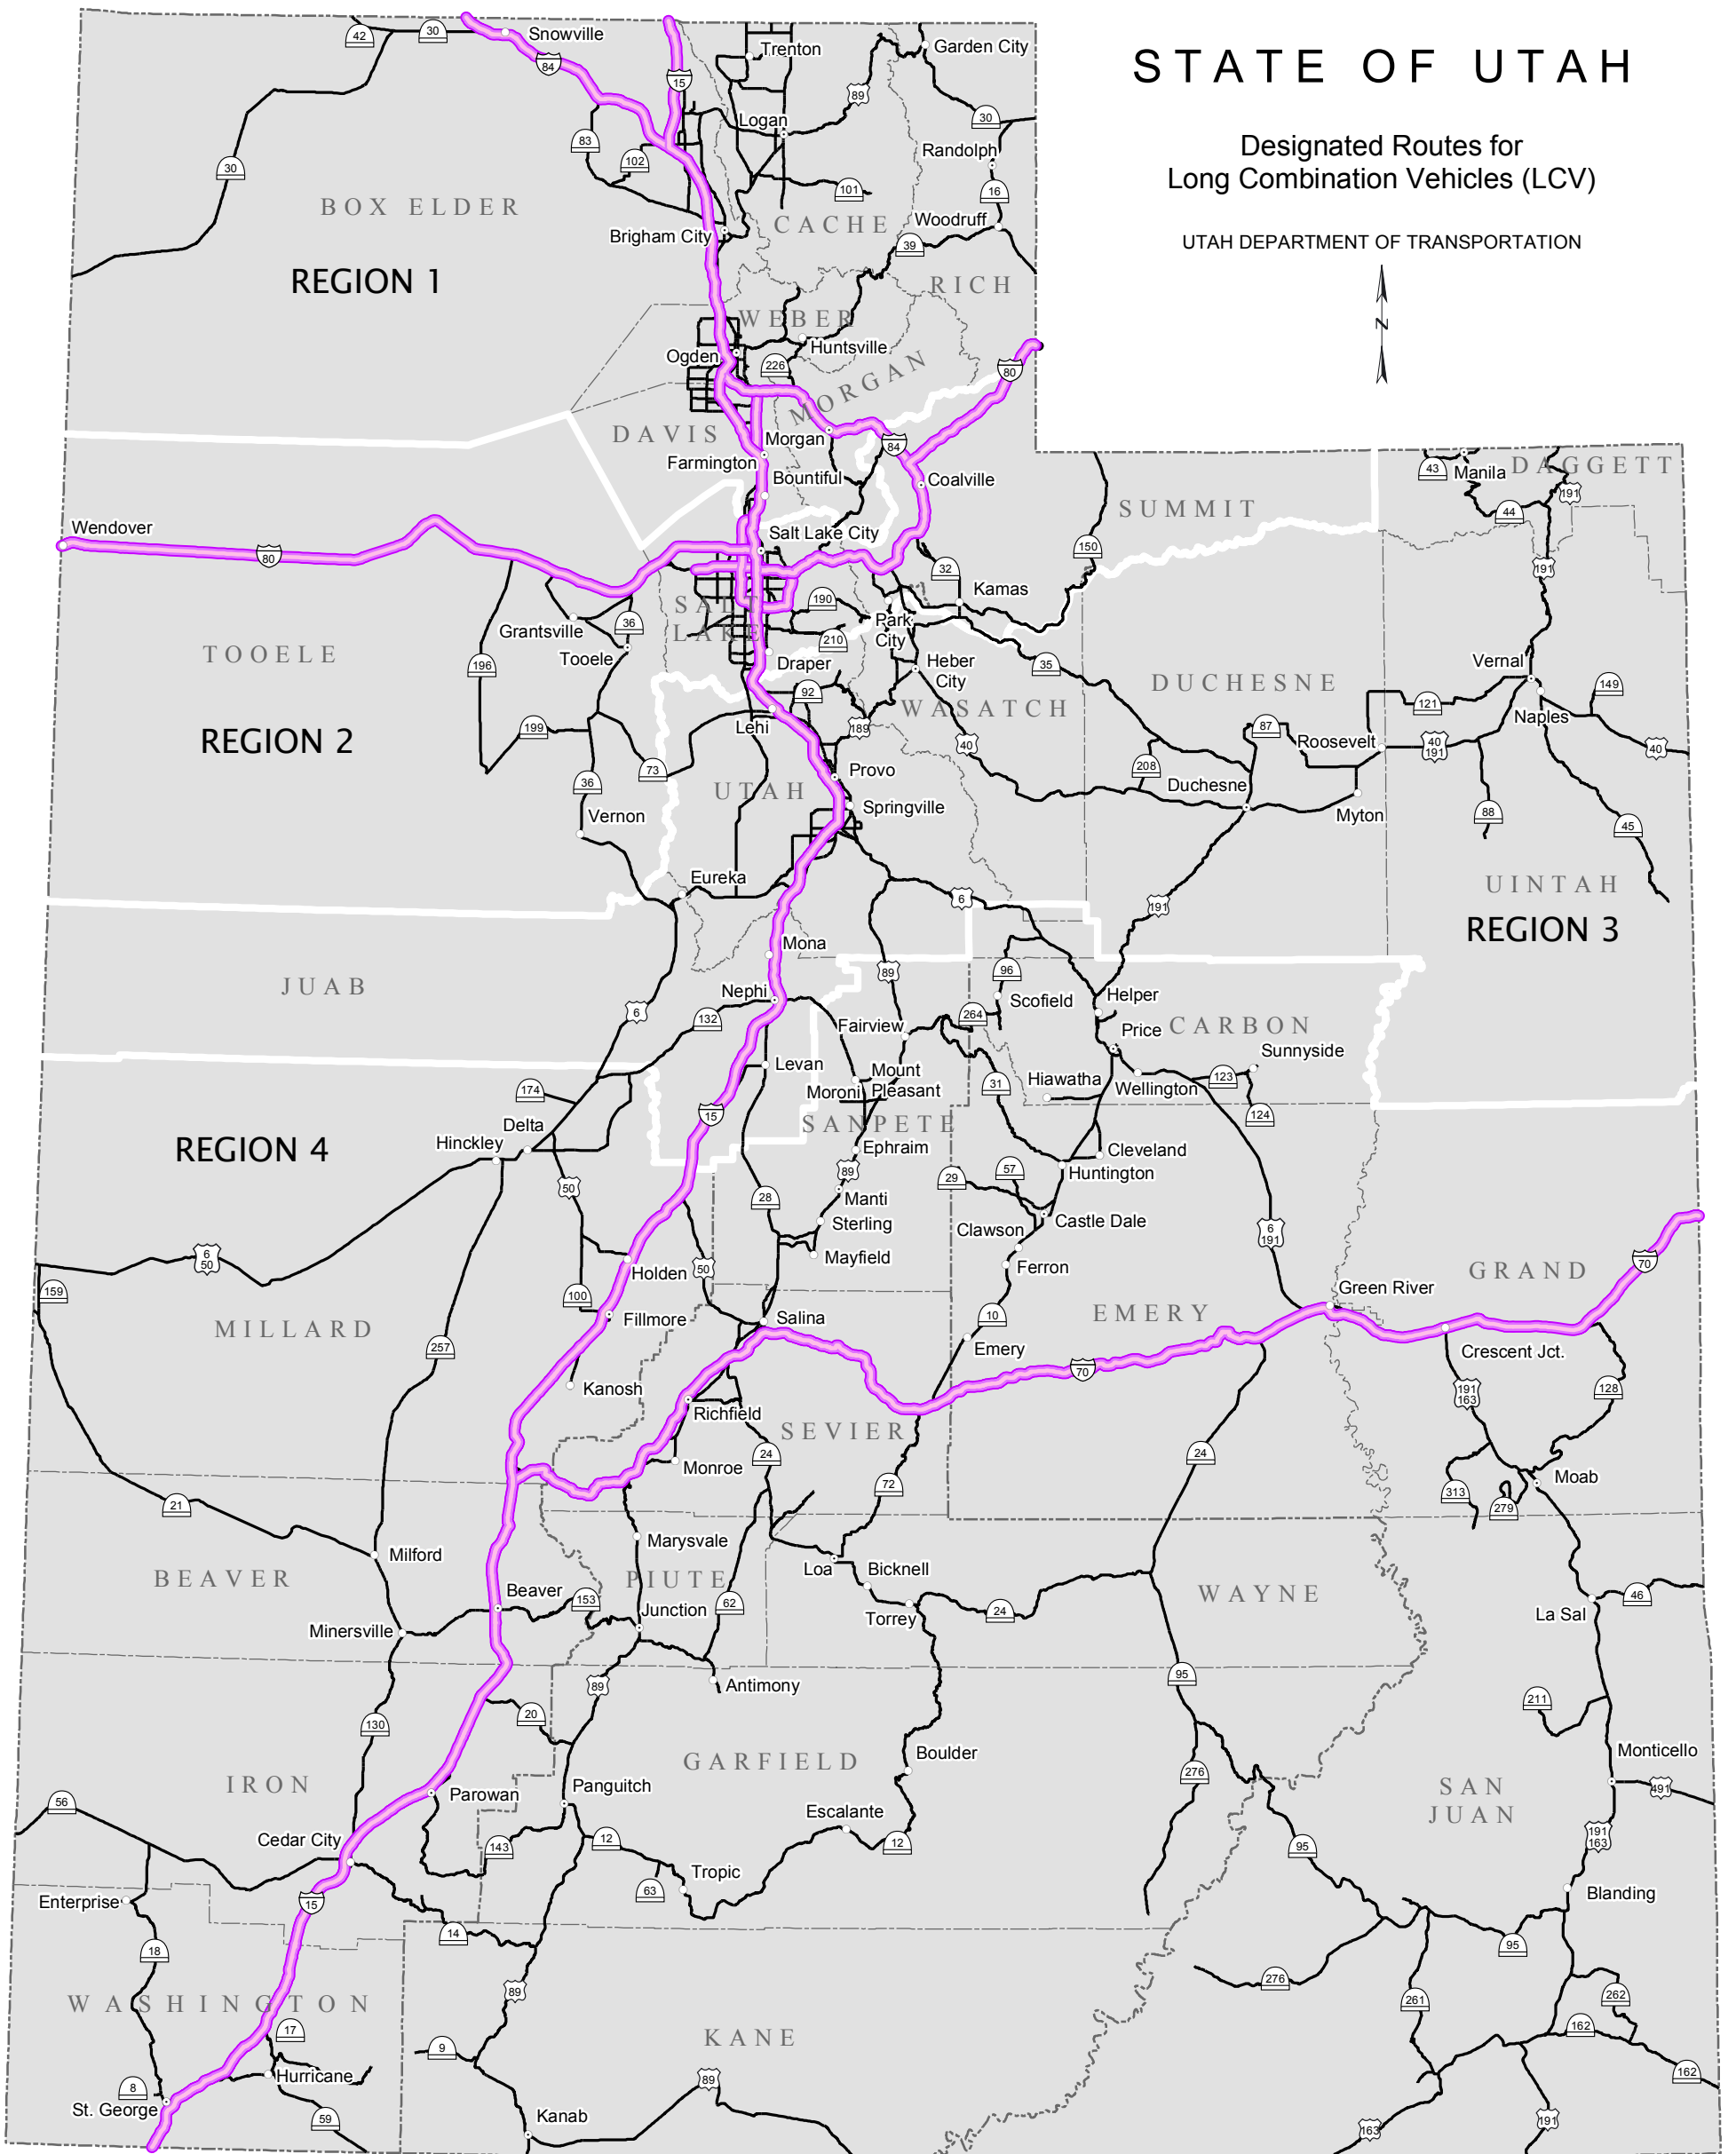 STATE OF UTAH
Designated Routes for
Long Combination Vehicles (LCV)
UTAH DEPARTMENT OF TRANSPORTATION
N
42
30
Snowville
84
15
Trenton
Garden City
89
30
83
102
Logan
Randolph
30
101
16
BOX ELDER
CACHE
Woodruff
Brigham City
39
REGION 1
RICH
WEBER
Huntsville
Ogden
226
MORGAN
80
DAVIS
Morgan
84
Farmington
Bountiful
Coalville
43
Manila
DAGGETT
191
44
SUMMIT
Wendover
80
Salt Lake City
150
191
32
Kamas
SALT
LAKE
190
Grantsville
36
Park
City
210
TOOELE
Tooele
196
Draper
Heber
City
35
DUCHESNE
Vernal
149
92
121
Naples
WASATCH
Lehi
189
REGION 2
199
40
87
Roosevelt
40
191
40
73
Provo
208
36
UTAH
Duchesne
Springville
Myton
88
45
Vernon
Eureka
UINTAH
6
191
REGION 3
Mona
JUAB
Nephi
89
96
Scofield
Helper
6
132
Fairview
264
Price
CARBON
Sunnyside
Levan
Mount
Pleasant
Moroni
31
Hiawatha
Wellington
123
174
15
124
SANPETE
Delta
Hinckley
REGION 4
Ephraim
Cleveland
Huntington
89
57
29
50
28
Manti
Sterling
Clawson
Castle Dale
6
191
6
50
Mayfield
Holden
50
Ferron
70
GRAND
159
100
Green River
10
Fillmore
Salina
EMERY
MILLARD
257
Emery
Crescent Jct.
70
Kanosh
191
163
128
Richfield
SEVIER
24
Monroe
24
72
Moab
313
279
21
Marysvale
Milford
Loa
Bicknell
BEAVER
PIUTE
Beaver
153
62
WAYNE
46
Junction
Torrey
24
La Sal
Minersville
95
89
Antimony
211
20
130
Boulder
Monticello
GARFIELD
276
IRON
Panguitch
SAN
JUAN
491
56
Parowan
Escalante
191
163
Cedar City
143
12
12
95
Tropic
63
Enterprise
15
Blanding
14
18
95
276
89
WASHINGTON
261
262
17
162
KANE
9
Hurricane
162
8
89
St. George
59
Kanab
163
191